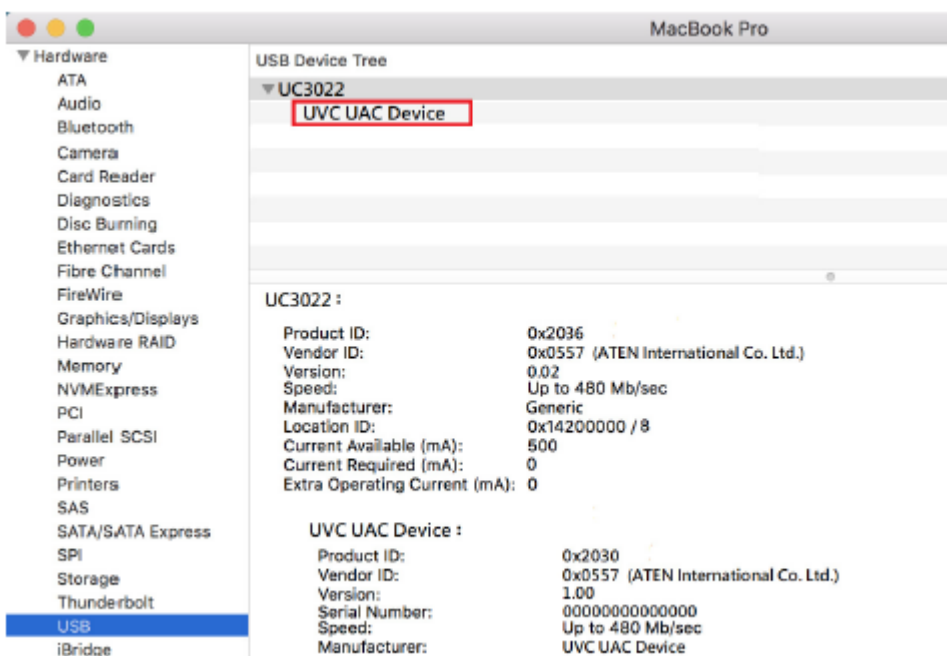 MacBook Pro
Hardware
ATA
Audio
Bluetooth
Camera
Card Reader
Diagnostics
Disc Burning
Ethernet Cards
Fibre Channel
FireWire
Graphics/Displays
Hardware RAID
Memory
NVMExpress
PCI
Parallel SCSI
Power
Printers
SAS
SATA/SATA Express
SPI
Storage
Thunderbolt
USB
iBridge
USB Device Tree
UC3022
UVC UAC Device
UC3022 :
Product ID: 0x2036
Vendor ID: 0x0557 (ATEN International Co. Ltd.)
Version: 0.02
Speed: Up to 480 Mb/sec
Manufacturer: Generic
Location ID: 0x14200000 / 8
Current Available (mA): 500
Current Required (mA): 0
Extra Operating Current (mA): 0
UVC UAC Device :
Product ID: 0x2030
Vendor ID: 0x0557 (ATEN International Co. Ltd.)
Version: 1.00
Serial Number: 00000000000000
Speed: Up to 480 Mb/sec
Manufacturer: UVC UAC Device